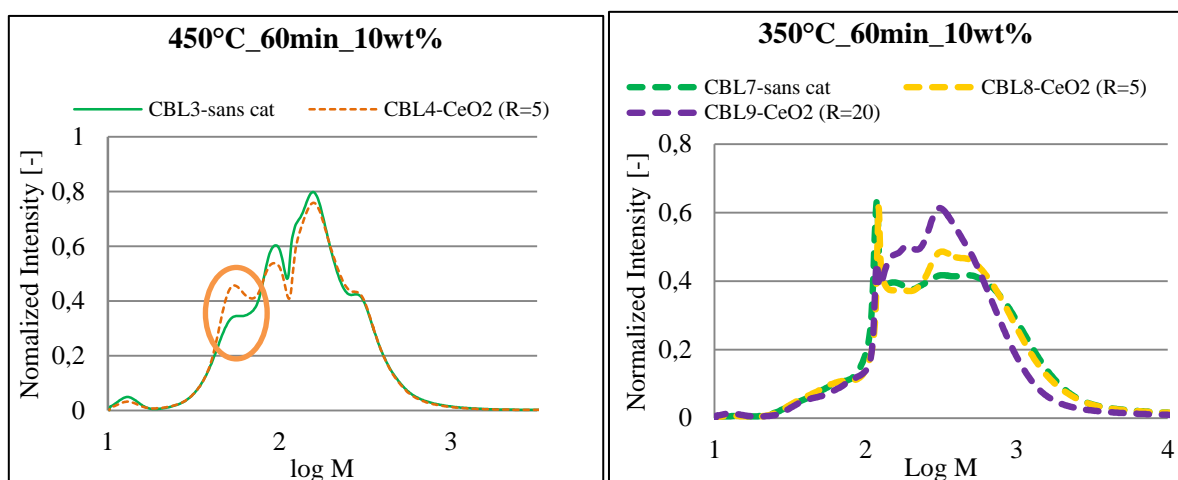 450°C_60min_10wt%
CBL3-sans cat
CBL4-CeO2 (R=5)
1
0,8
0,6
0,4
0,2
0
Nomalized Intensity [-]
1
2
3
log M
350°C_60min_10wt%
CBL7-sans cat
CBL8-CeO2 (R=5)
CBL9-CeO2 (R=20)
0,8
0,6
0,4
0,2
0
Normalized Intensity [-]
1
2
3
4
Log M